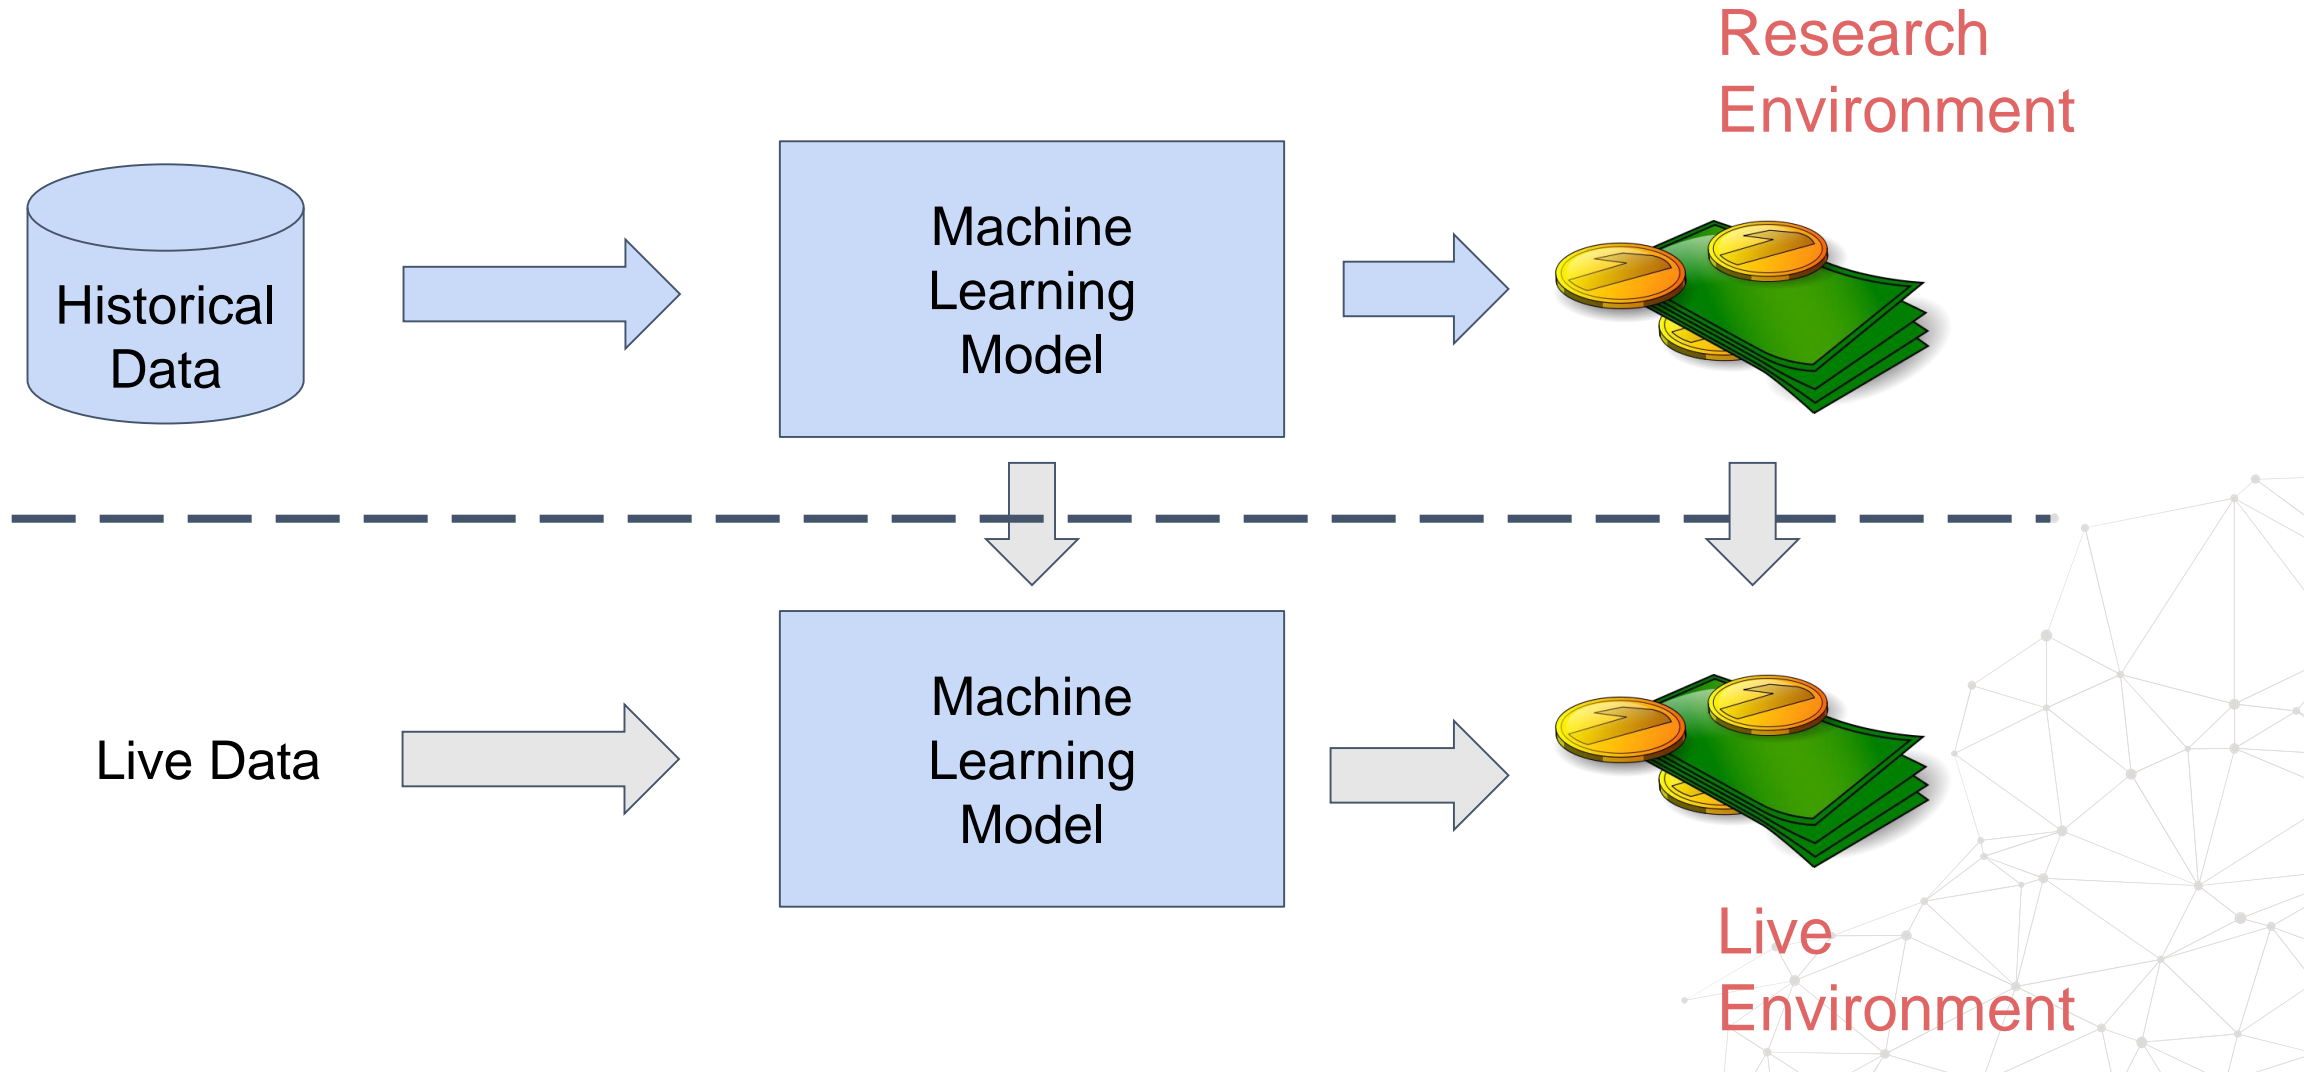 Research
Environment
Historical
Data
Machine
Learning
Model
Live Data
Machine
Learning
Model
Live
Environment